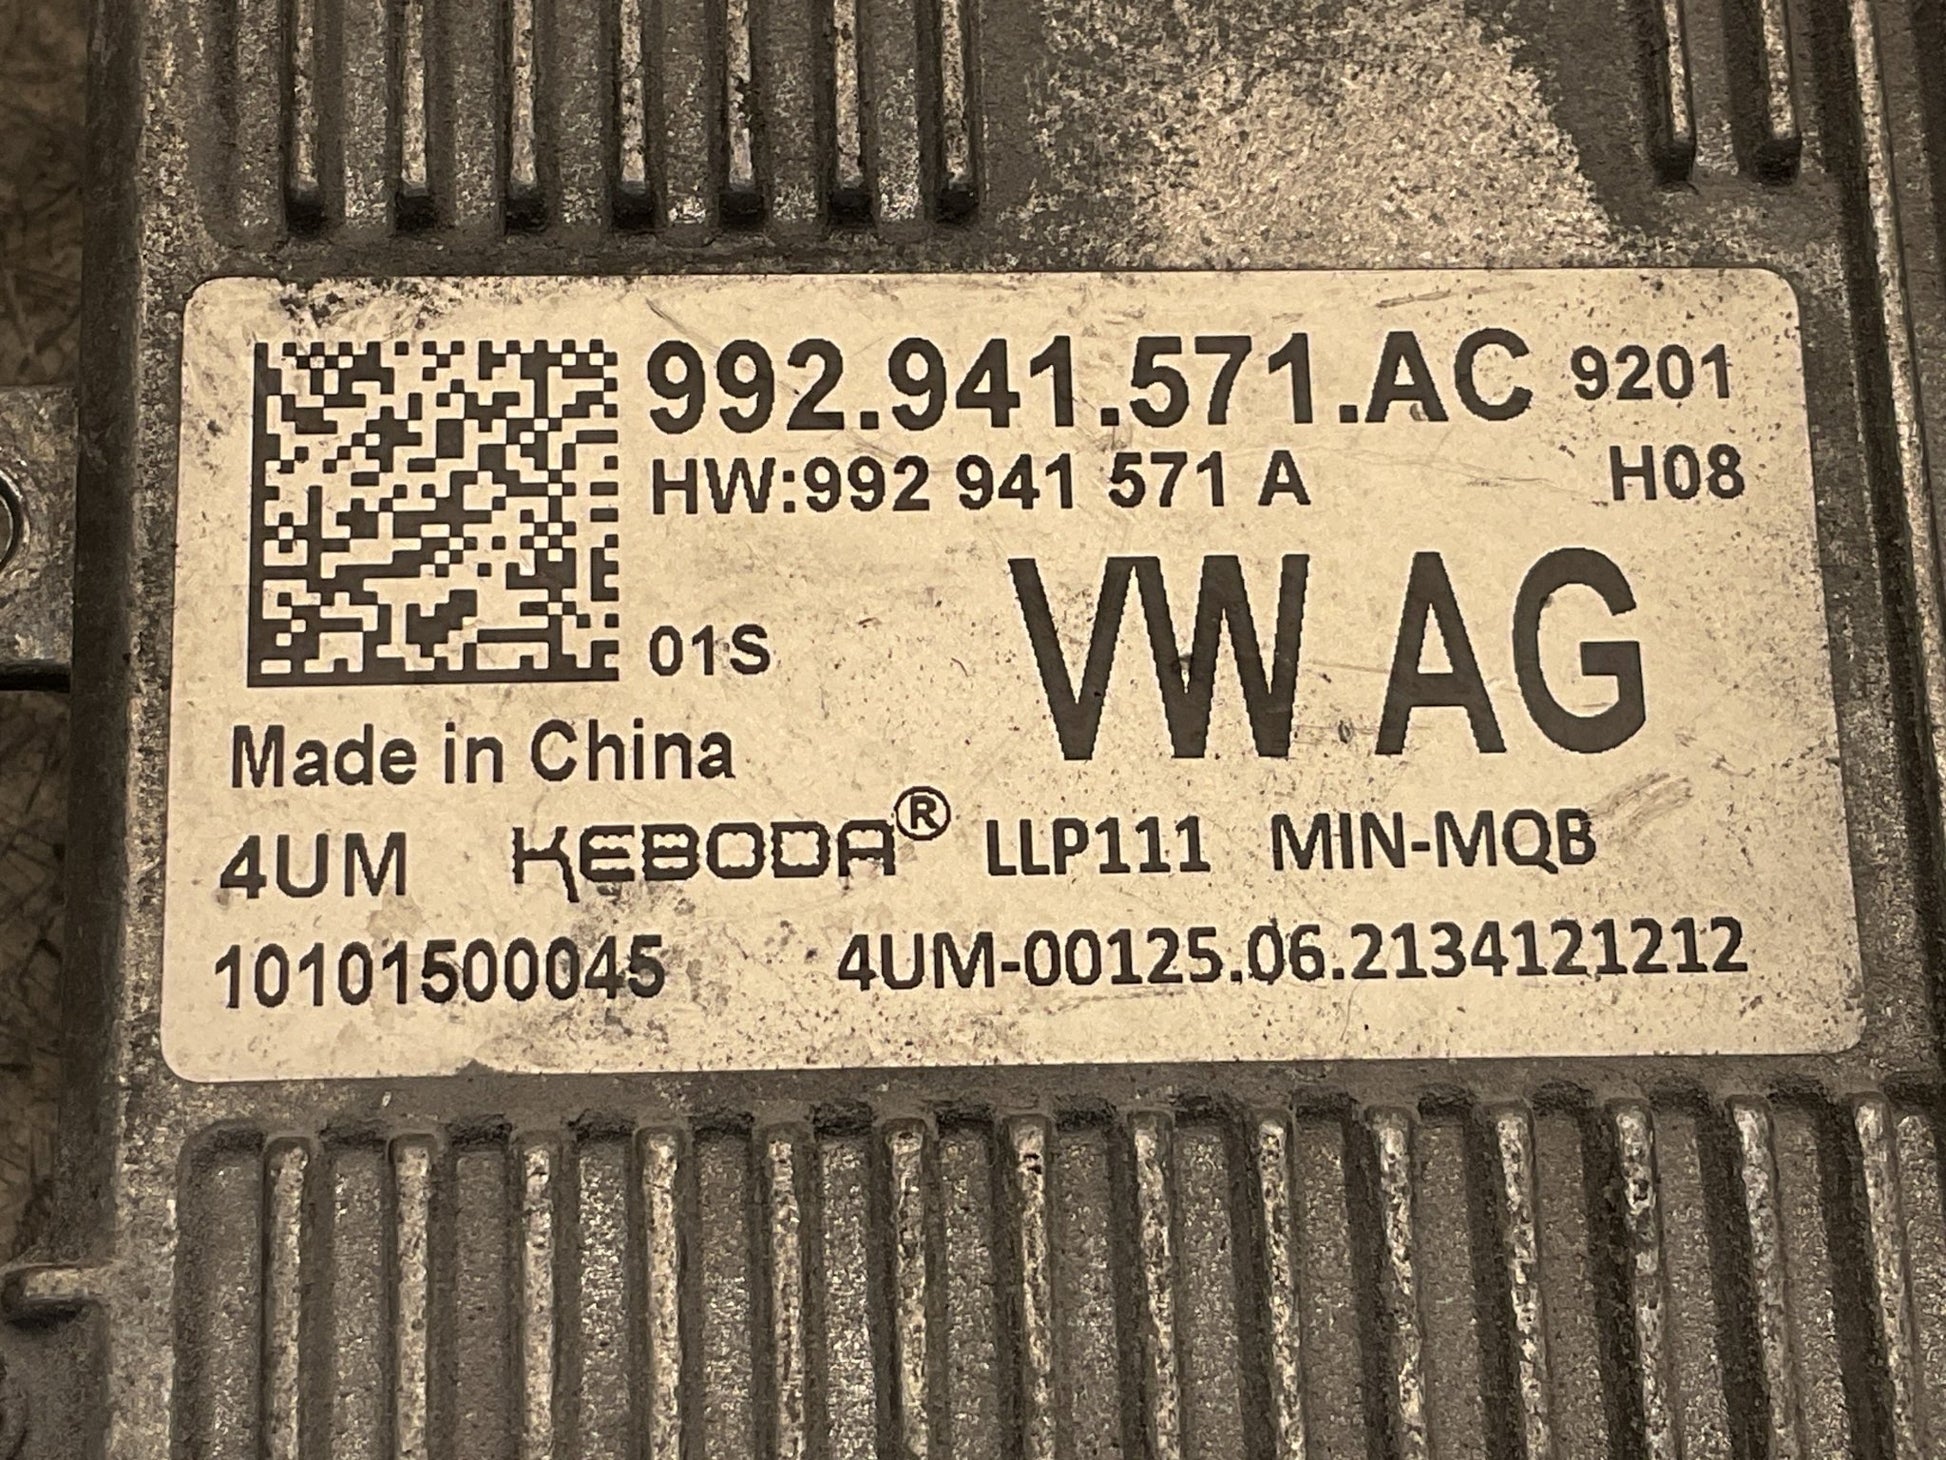 992.941.571.AC 9201
HW:992 941 571 A H08
01S VW AG
Made in China
4UM KEBODA® LLP111 MIN-MQB
10101500045 4UM-00125.06.2134121212